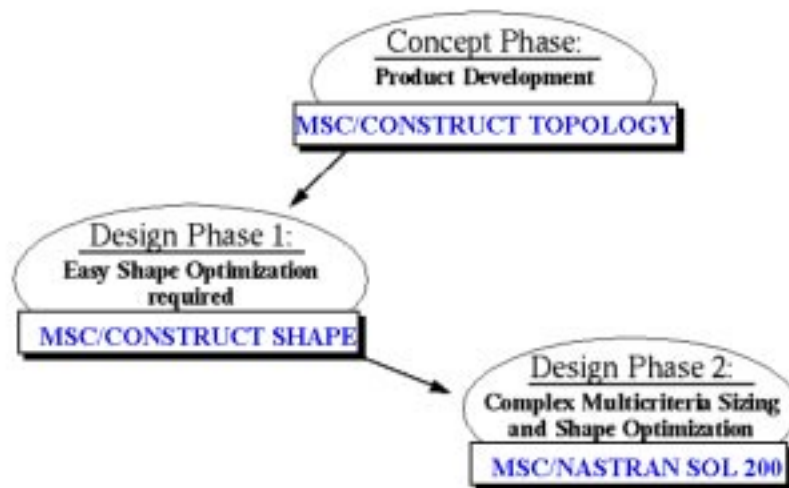 Concept Phase:
Product Development
MSC/CONSTRUCT TOPOLOGY
Design Phase 1:
Easy Shape Optimization
required
MSC/CONSTRUCT SHAPE
Design Phase 2:
Complex Multicriteria Sizing
and Shape Optimization
MSC/NASTRAN SOL 200